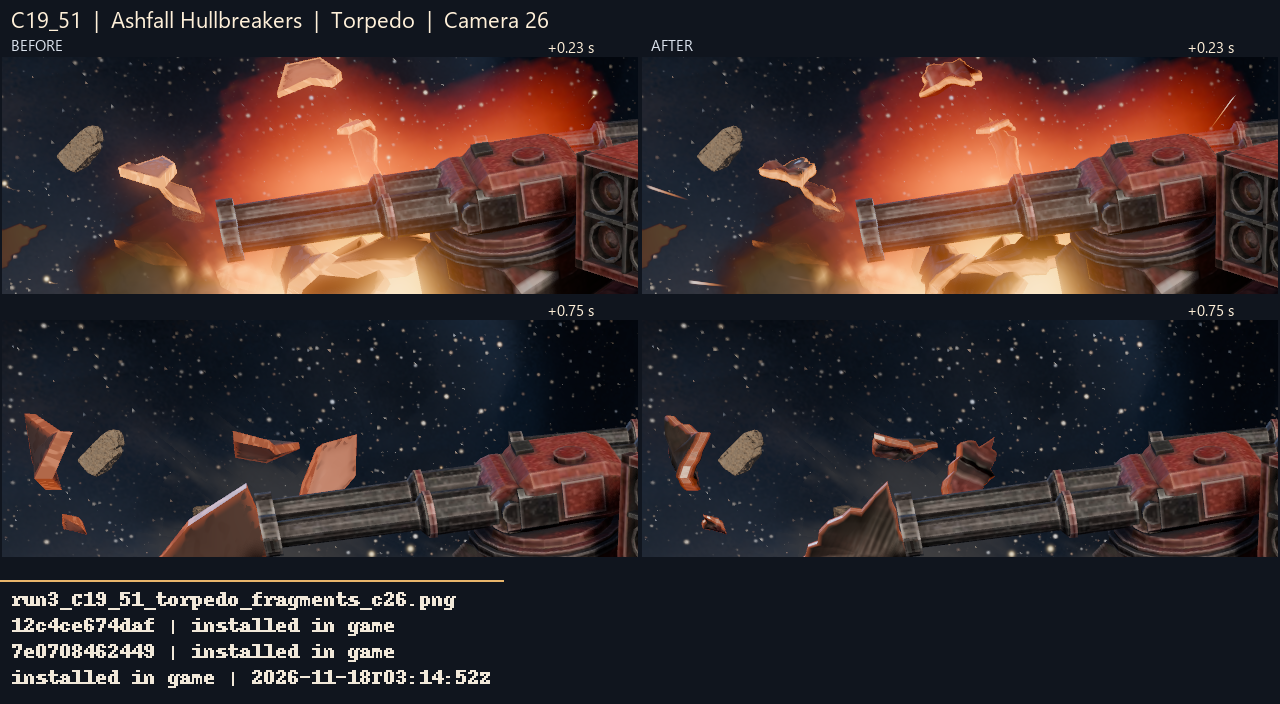 C19_51 | Ashfall Hullbreakers | Torpedo | Camera 26
BEFORE
+0.23 s
AFTER
+0.23 s
+0.75 s
+0.75 s
run3_C19_51_torpedo_fragments_c26.png
12c4ce674daf | installed in game
7e0708462449 | installed in game
installed in game | 2026-11-18T03:14:52Z